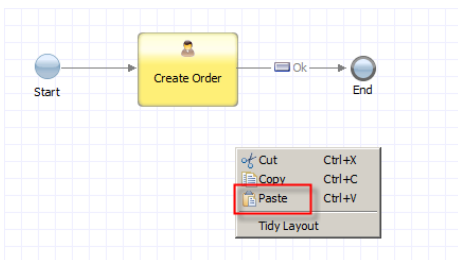 Create Order
Ok
Start
End
Cut Ctrl+X
Copy Ctrl+C
Paste Ctrl+V
Tidy Layout